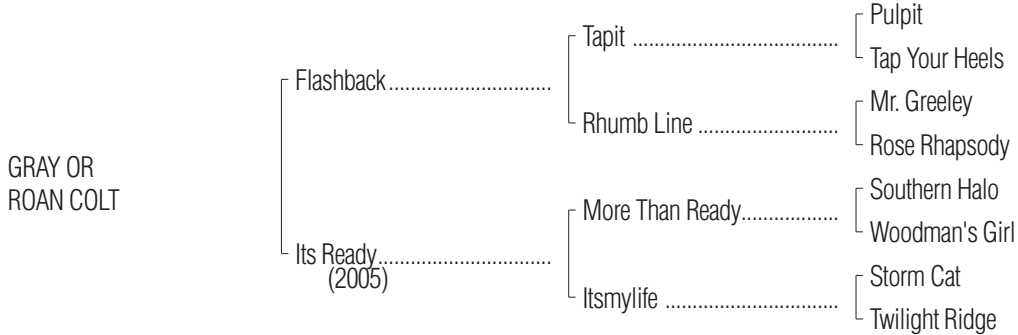 Pulpit
Tapit ......................................
Tap Your Heels
Flashback..............................
Mr. Greeley
Rhumb Line ..........................
Rose Rhapsody
GRAY OR
ROAN COLT
Southern Halo
More Than Ready..................
Woodman's Girl
Its Ready................................
(2005)
Storm Cat
Itsmylife ................................
Twilight Ridge